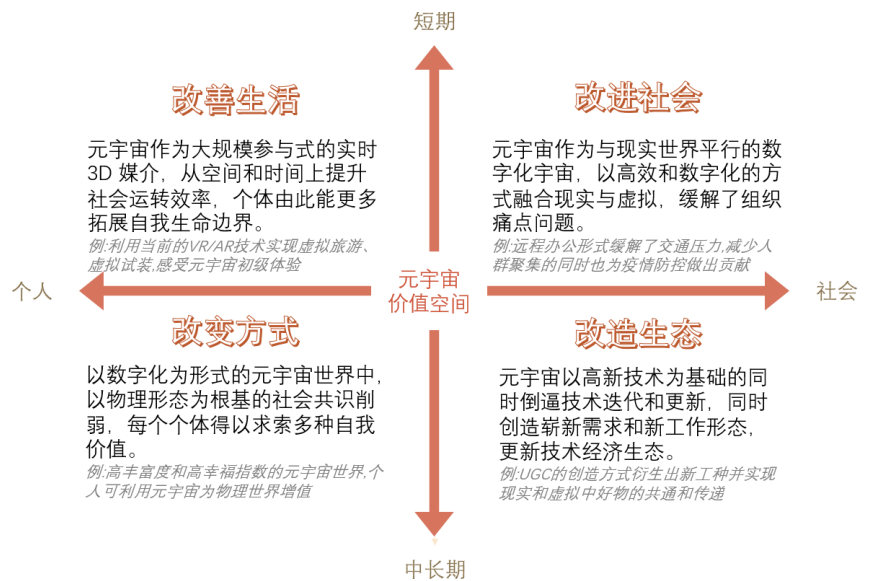 短期
改善生活
元宇宙作为大规模参与式的实时
3D 媒介，从空间和时间上提升
社会运转效率，个体由此能更多
拓展自我生命边界。
例:利用当前的VR/AR技术实现虚拟旅游、
虚拟试装,感受元宇宙初级体验
改进社会
元宇宙作为与现实世界平行的数
字化宇宙，以高效和数字化的方
式融合现实与虚拟，缓解了组织
痛点问题。
例:远程办公形式缓解了交通压力,减少人
群聚集的同时也为疫情防控做出贡献
个人
元宇宙
价值空间
社会
改变方式
以数字化为形式的元宇宙世界中,
以物理形态为根基的社会共识削
弱，每个个体得以求索多种自我
价值。
例:高丰富度和高幸福指数的元宇宙世界,个
人可利用元宇宙为物理世界增值
改造生态
元宇宙以高新技术为基础的同
时倒逼技术迭代和更新，同时
创造崭新需求和新工作形态，
更新技术经济生态。
例:UGC的创造方式衍生出新工种并实现
现实和虚拟中好物的共通和传递
中长期